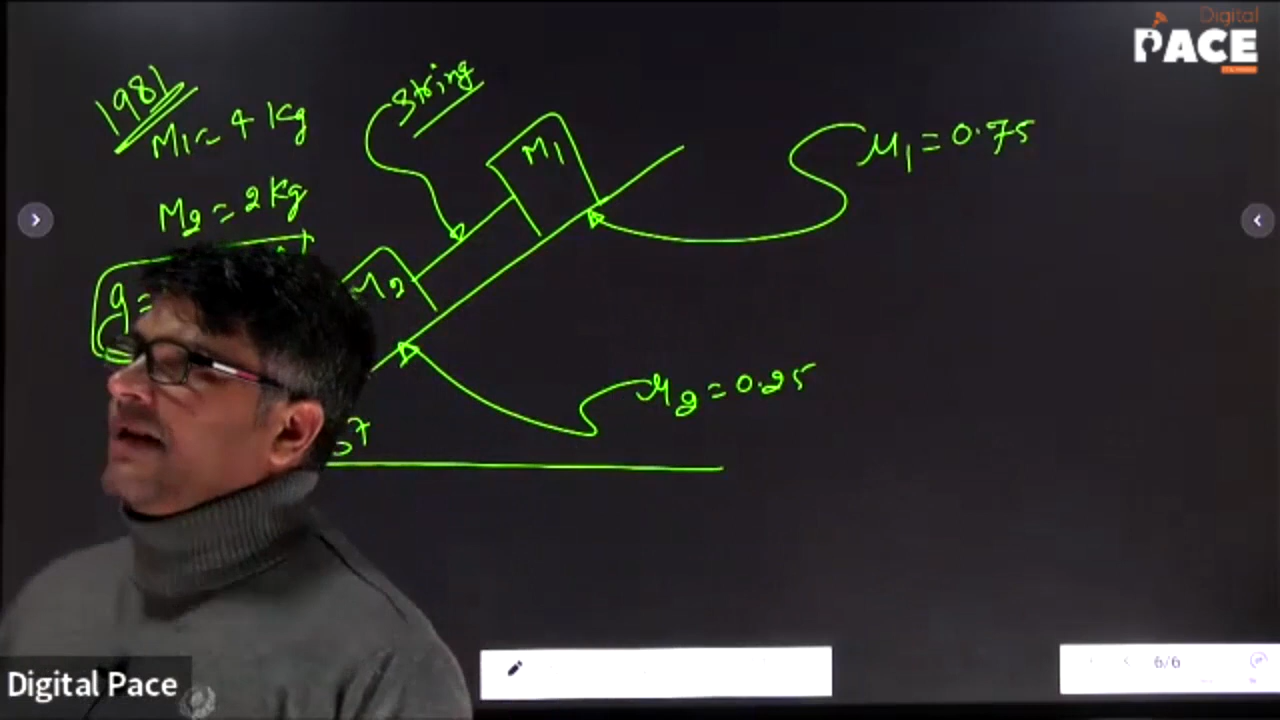 Digital
PACE
1981
M1 = 4 kg
M2 = 2 kg
g =
string
M1
M2
μ1 = 0.75
μ2 = 0.25
6/6
Digital Pace